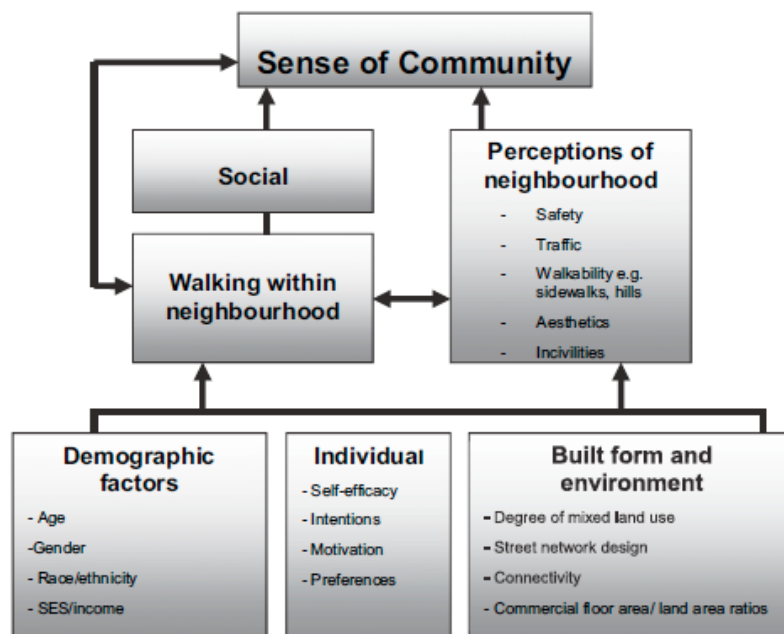 Sense of Community
Social
Perceptions of
neighbourhood
- Safety
- Traffic
- Walkability e.g.
sidewalks, hills
- Aesthetics
- Incivilities
Walking within
neighbourhood
Demographic
factors
- Age
-Gender
- Race/ethnicity
- SES/income
Individual
- Self-efficacy
- Intentions
- Motivation
- Preferences
Built form and
environment
- Degree of mixed land use
- Street network design
- Connectivity
- Commercial floor area/ land area ratios